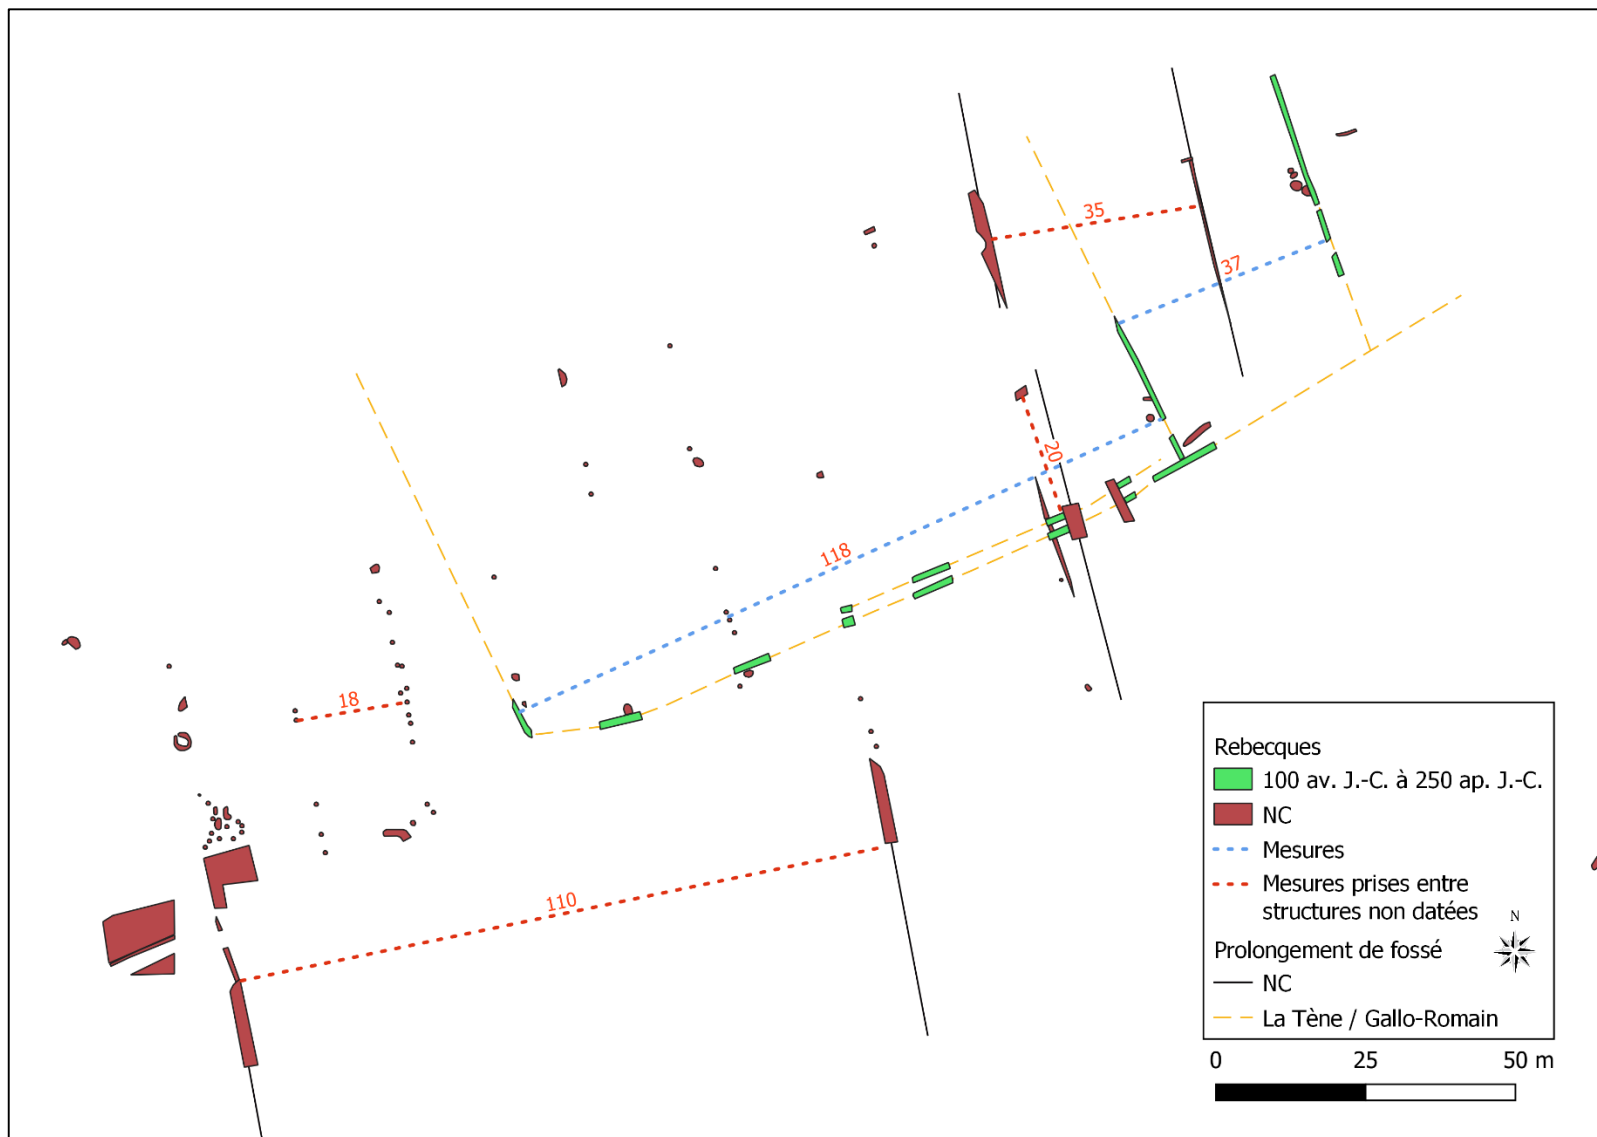 35
37
20
118
18
110
Rebecques
100 av. J.-C. à 250 ap. J.-C.
NC
Mesures
Mesures prises entre
structures non datées
N
Prolongement de fossé
NC
La Tène / Gallo-Romain
0 25 50 m